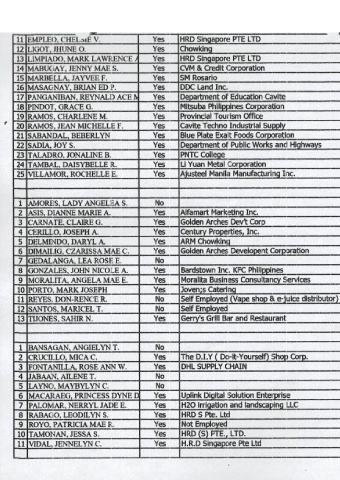 11 EMPLEO, CHELSIE V. Yes HRD Singapore PTE LTD
12 LIGOT, JHUNE O. Yes Chowking
13 LIMPIADO, MARK LAWRENCE A Yes HRD Singapore PTE LTD
14 MABUGAY, JENNY MAE S. Yes CVM & Credit Corporation
15 MARBELLA, JAYVEE F. Yes SM Rosario
16 MASAGNAY, BRIAN ED P. Yes DDC Land Inc.
17 PANGANIBAN, REYNALD ACE M Yes Department of Education Cavite
18 PINDOT, GRACE G. Yes Mitsuba Philippines Corporation
19 RAMOS, CHARLENE M. Yes Provincial Tourism Office
20 RAMOS, JEAN MICHELLE F. Yes Cavite Techno Industrial Supply
21 SABANDAL, BEBERLYN Yes Blue Plate Exalt Foods Corporation
22 SADIA, JOY S. Yes Department of Public Works and Highways
23 TALADRO, JONALINE B. Yes PNTC College
24 TAMBAL, DAISYBELLE R. Yes Li Yuan Metal Corporation
25 VILLAMOR, ROCHELLE E. Yes Ajusteel Manila Manufacturing Inc.
1 AMORES, LADY ANGELEA S. No
2 ASIS, DIANNE MARIE A. Yes Alfamart Marketing Inc.
3 CARNATE, CLAIRE G. Yes Golden Arches Dev't Corp
4 CERILLO, JOSEPH A. Yes Century Properties, Inc.
5 DELMINDO, DARYL A. Yes ARM Chowking
6 DIMAILIG, CZARISSA MAE C. Yes Golden Arches Developent Corporation
7 GEDALANGA, LEA ROSE E. No
8 GONZALES, JOHN NICOLE A. Yes Bardstown Inc. KFC Philippines
9 MORALITA, ANGELA MAE E. Yes Moralita Business Consultancy Services
10 PORTO, MARK JOSEPH Yes Joven;s Catering
11 REYES, DON-RENCE R. No Self Employed (Vape shop & e-juice distributor)
12 SANTOS, MARICEL T. No Self Employed
13 TIJONES, SAHIR N. Yes Gerry's Grill Bar and Restaurant
1 BANSAGAN, ANGIELYN T. No
2 CRUCILLO, MICA C. Yes The D.I.Y ( Do-it-Yourself) Shop Corp.
3 FONTANILLA, ROSE ANN W. Yes DHL SUPPLY CHAIN
4 JABAAN, AILENE T. No
5 LAYNO, MAYBYLYN C. No
6 MACARAEG, PRINCESS DYNE D Yes Uplink Digital Solution Enterprise
7 PALOMAR, NERRYL JADE E. Yes H2O Irrigation and landscaping LLC
8 RABAGO, LEODILYN S. Yes HRD S Pte. Ltd
9 ROYO, PATRICIA MAE R. Yes Not Employed
10 TAMONAN, JESSA S. Yes HRD (S) PTE., LTD.
11 VIDAL, JENNELYN C. Yes H.R.D Singapore Pte Ltd